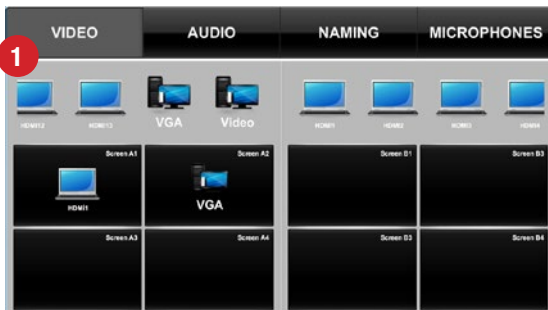 VIDEO AUDIO NAMING MICROPHONES
1
HDMI12 HDMI13 VGA Video HDMI1 HDMI2 HDMI3 HDMI4
Screen A1 Screen A2 Screen B1 Screen B3
HDMI1 VGA
Screen A3 Screen A4 Screen B3 Screen B4